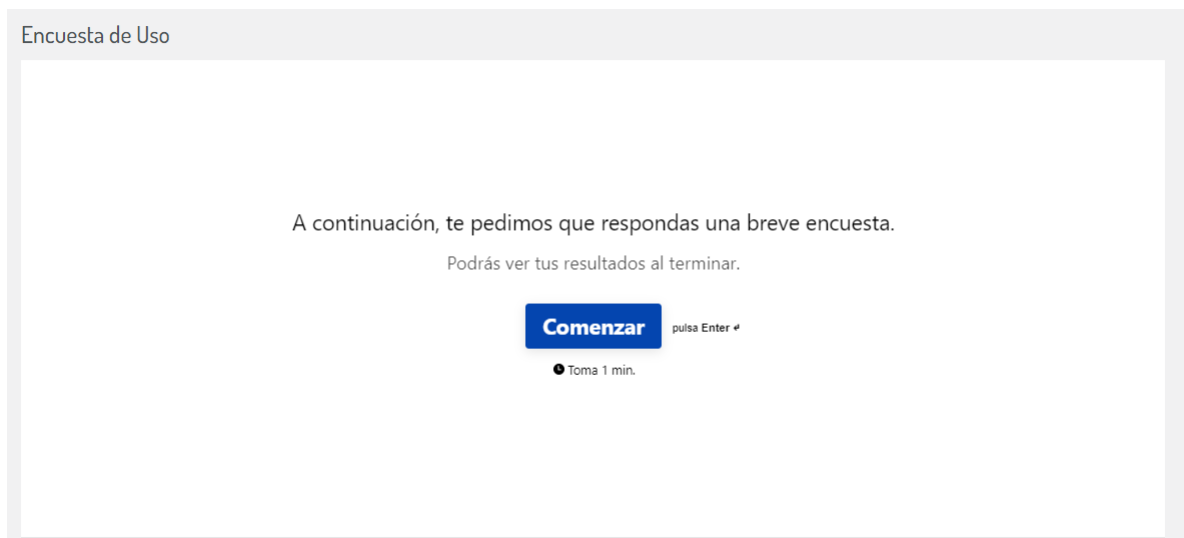 Encuesta de Uso
A continuación, te pedimos que respondas una breve encuesta.
Podrás ver tus resultados al terminar.
Comenzar pulsa Enter ↵
Toma 1 min.